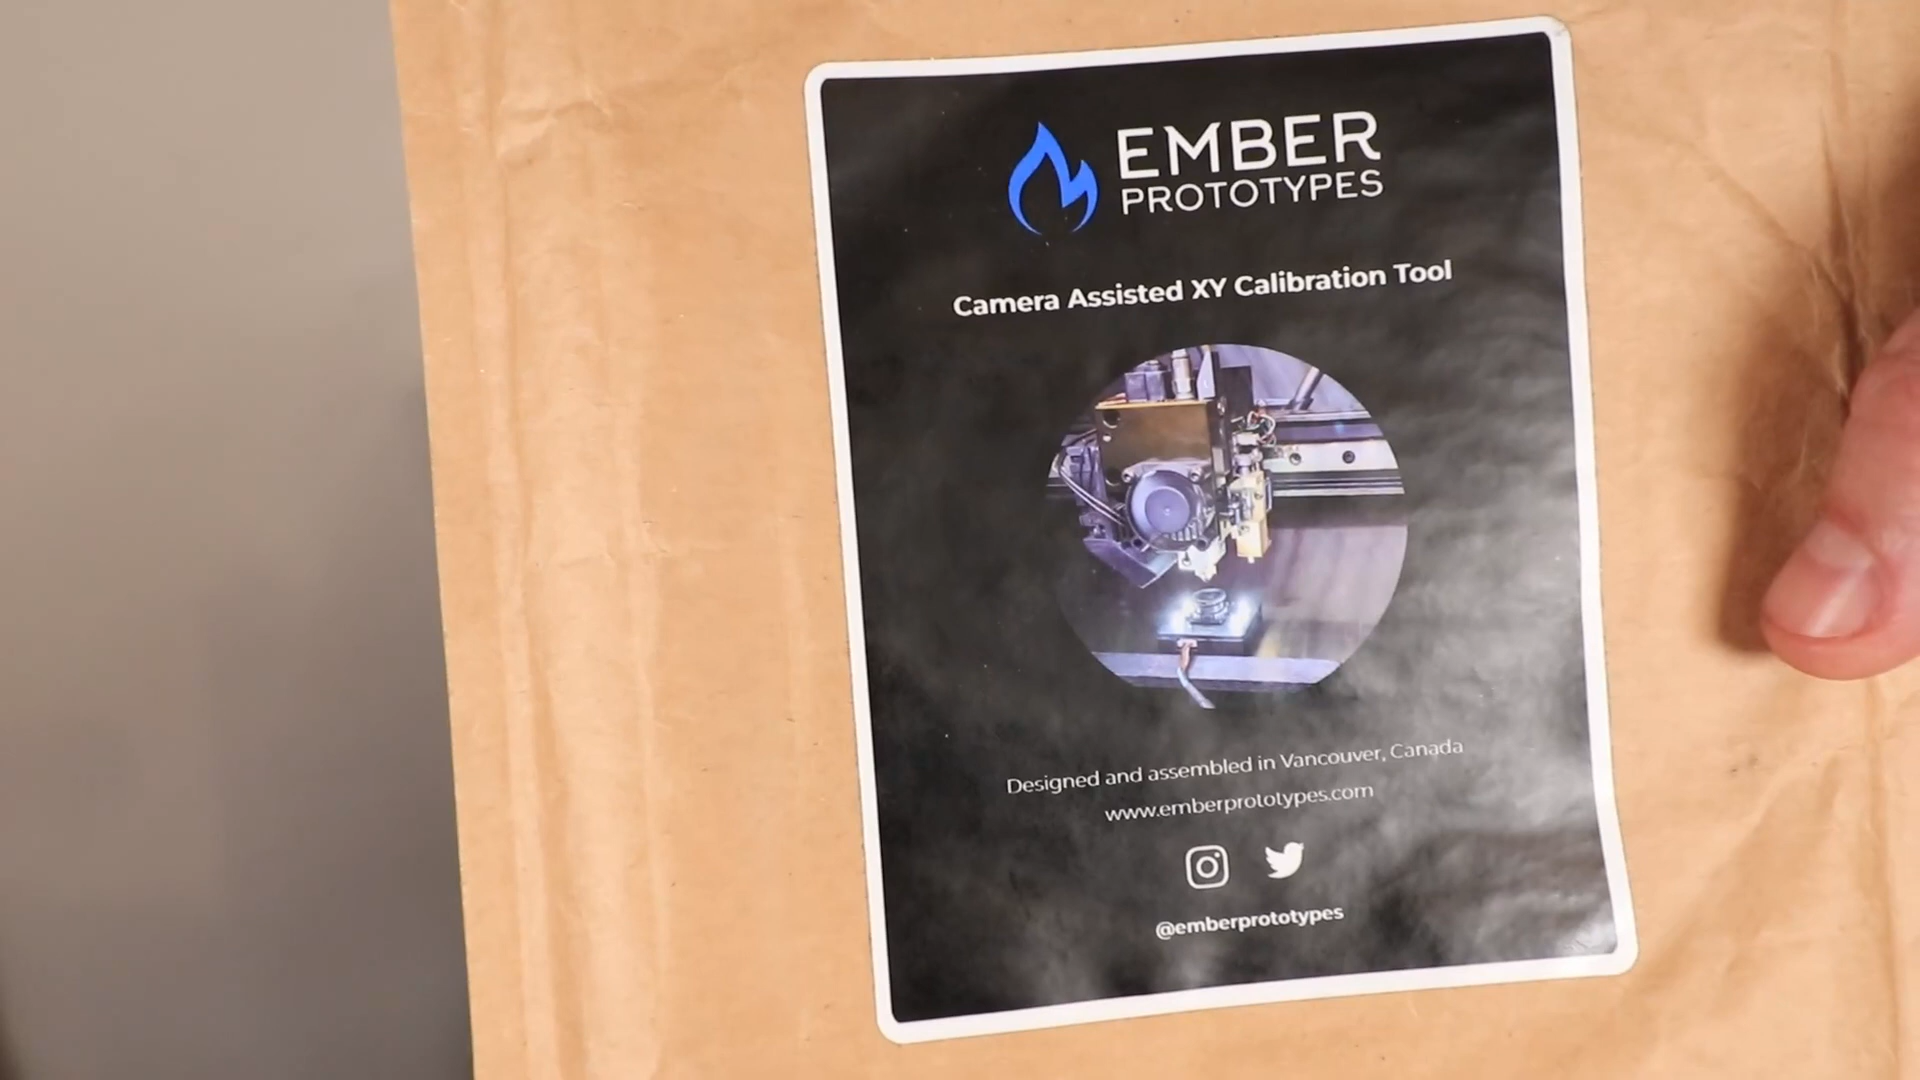 EMBER
PROTOTYPES
Camera Assisted XY Calibration Tool
Designed and assembled in Vancouver, Canada
www.emberprototypes.com
@emberprototypes